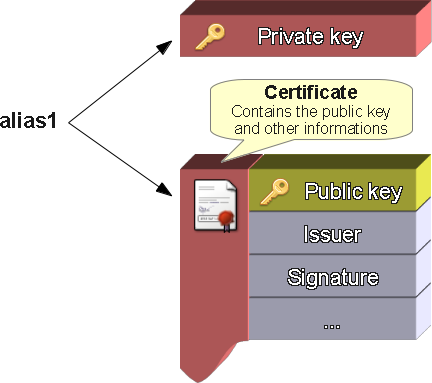 Private key
Certificate
Contains the public key
and other informations
alias1
Public key
Issuer
Signature
...